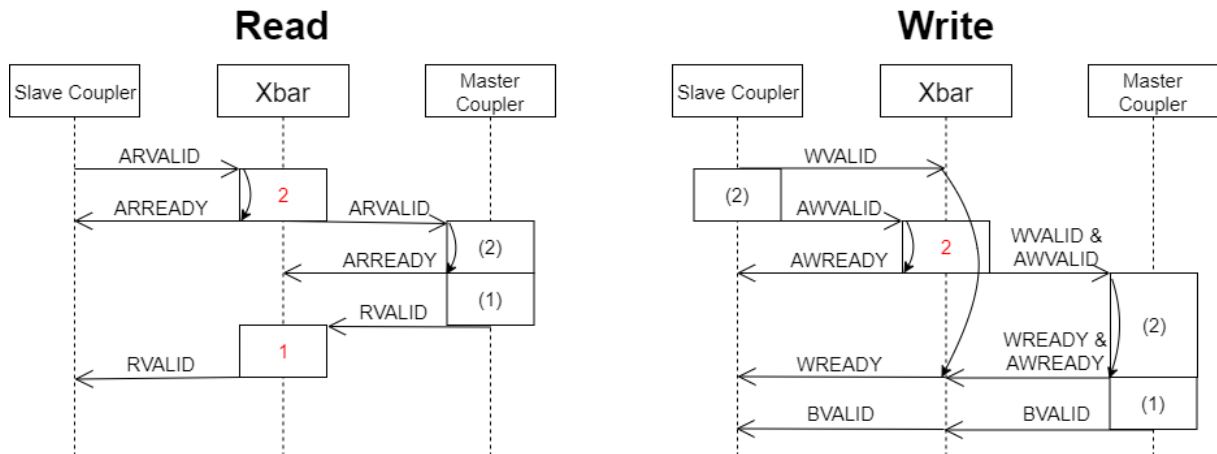 Read
Slave Coupler
Xbar
Master
Coupler
ARVALID
2
ARREADY
ARVALID
(2)
ARREADY
(1)
RVALID
1
RVALID
Write
Slave Coupler
Xbar
Master
Coupler
WVALID
(2)
AWVALID
2
WVALID &
AWVALID
AWREADY
(2)
WREADY &
AWREADY
WREADY
(1)
BVALID
BVALID